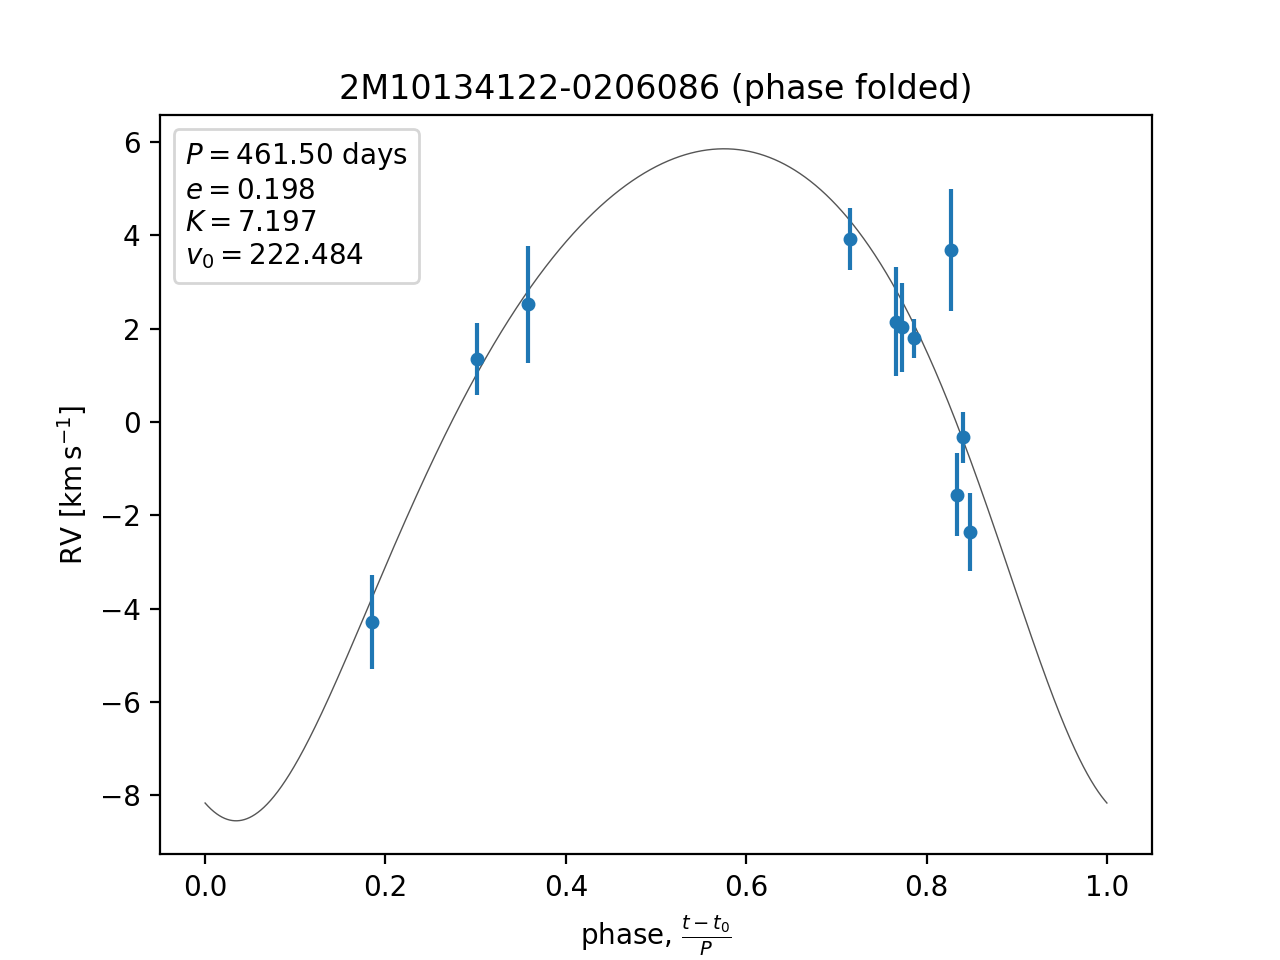 2M10134122-0206086 (phase folded)
P = 461.50 days
e = 0.198
K = 7.197
v₀ = 222.484
RV [km s⁻¹]
6
4
2
0
−2
−4
−6
−8
0.0 0.2 0.4 0.6 0.8 1.0
phase, (t − t₀)/P